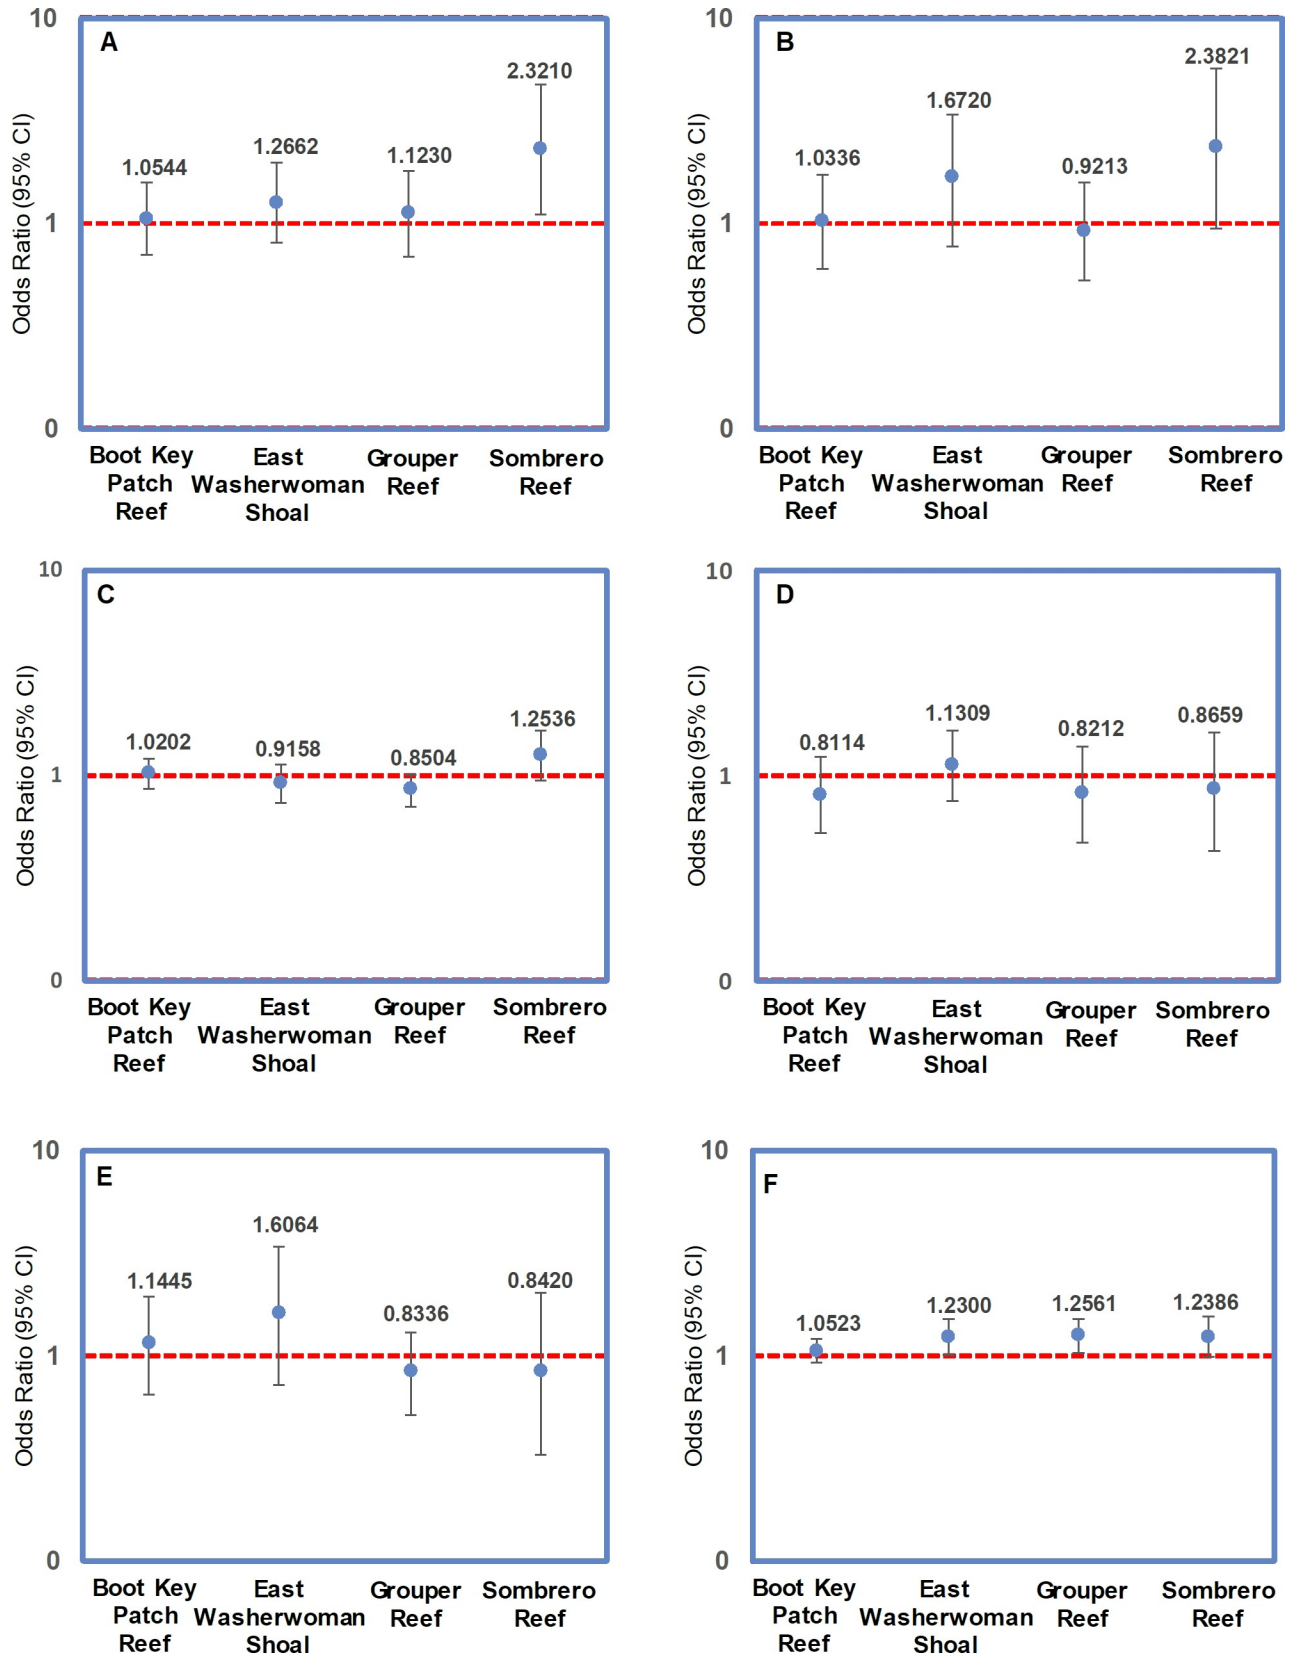 10
A
2.3210
1.2662
1.1230
1.0544
Odds Ratio (95% CI)
1
0
Boot Key
Patch
Reef
East
Washerwoman
Shoal
Grouper
Reef
Sombrero
Reef
10
B
2.3821
1.6720
1.0336
0.9213
Odds Ratio (95% CI)
1
0
Boot Key
Patch
Reef
East
Washerwoman
Shoal
Grouper
Reef
Sombrero
Reef
10
C
1.0202
0.9158
0.8504
1.2536
Odds Ratio (95% CI)
1
0
Boot Key
Patch
Reef
East
Washerwoman
Shoal
Grouper
Reef
Sombrero
Reef
10
D
0.8114
1.1309
0.8212
0.8659
Odds Ratio (95% CI)
1
0
Boot Key
Patch
Reef
East
Washerwoman
Shoal
Grouper
Reef
Sombrero
Reef
10
E
1.1445
1.6064
0.8336
0.8420
Odds Ratio (95% CI)
1
0
Boot Key
Patch
Reef
East
Washerwoman
Shoal
Grouper
Reef
Sombrero
Reef
10
F
1.0523
1.2300
1.2561
1.2386
Odds Ratio (95% CI)
1
0
Boot Key
Patch
Reef
East
Washerwoman
Shoal
Grouper
Reef
Sombrero
Reef